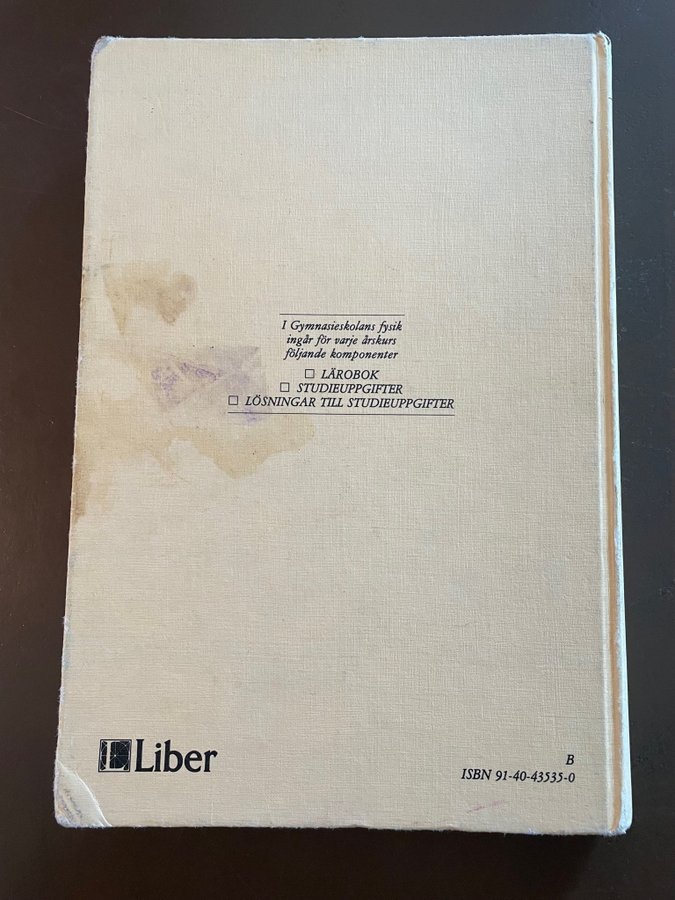 I Gymnasieskolans fysik
ingår för varje årskurs
följande komponenter
☐ LÄROBOK
☐ STUDIEUPPGIFTER
☐ LÖSNINGAR TILL STUDIEUPPGIFTER
Liber
B
ISBN 91-40-43535-0